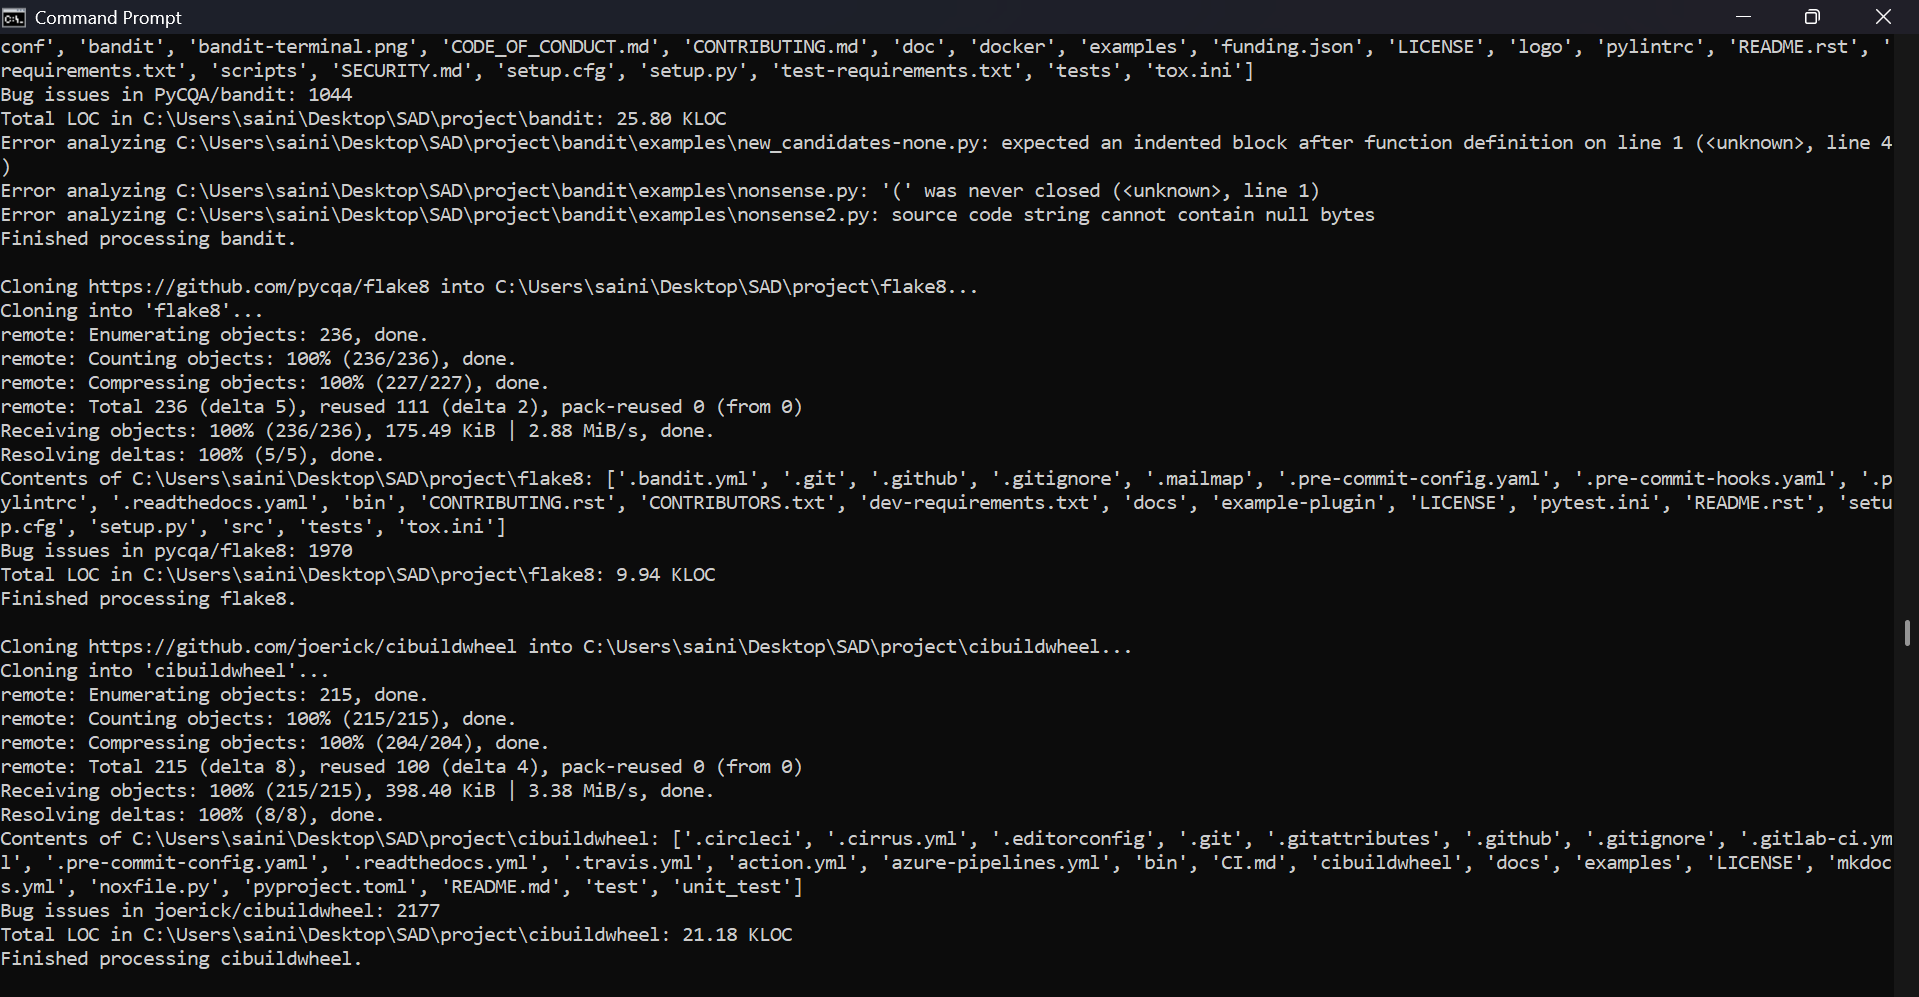 Command Prompt
conf', 'bandit', 'bandit-terminal.png', 'CODE_OF_CONDUCT.md', 'CONTRIBUTING.md', 'doc', 'docker', 'examples', 'funding.json', 'LICENSE', 'logo', 'pylintrc', 'README.rst', '
requirements.txt', 'scripts', 'SECURITY.md', 'setup.cfg', 'setup.py', 'test-requirements.txt', 'tests', 'tox.ini']
Bug issues in PyCQA/bandit: 1044
Total LOC in C:\Users\saini\Desktop\SAD\project\bandit: 25.80 KLOC
Error analyzing C:\Users\saini\Desktop\SAD\project\bandit\examples\new_candidates-none.py: expected an indented block after function definition on line 1 (<unknown>, line 4
)
Error analyzing C:\Users\saini\Desktop\SAD\project\bandit\examples\nonsense.py: '(' was never closed (<unknown>, line 1)
Error analyzing C:\Users\saini\Desktop\SAD\project\bandit\examples\nonsense2.py: source code string cannot contain null bytes
Finished processing bandit.

Cloning https://github.com/pycqa/flake8 into C:\Users\saini\Desktop\SAD\project\flake8...
Cloning into 'flake8'...
remote: Enumerating objects: 236, done.
remote: Counting objects: 100% (236/236), done.
remote: Compressing objects: 100% (227/227), done.
remote: Total 236 (delta 5), reused 111 (delta 2), pack-reused 0 (from 0)
Receiving objects: 100% (236/236), 175.49 KiB | 2.88 MiB/s, done.
Resolving deltas: 100% (5/5), done.
Contents of C:\Users\saini\Desktop\SAD\project\flake8: ['.bandit.yml', '.git', '.github', '.gitignore', '.mailmap', '.pre-commit-config.yaml', '.pre-commit-hooks.yaml', '.p
ylintrc', '.readthedocs.yaml', 'bin', 'CONTRIBUTING.rst', 'CONTRIBUTORS.txt', 'dev-requirements.txt', 'docs', 'example-plugin', 'LICENSE', 'pytest.ini', 'README.rst', 'setu
p.cfg', 'setup.py', 'src', 'tests', 'tox.ini']
Bug issues in pycqa/flake8: 1970
Total LOC in C:\Users\saini\Desktop\SAD\project\flake8: 9.94 KLOC
Finished processing flake8.

Cloning https://github.com/joerick/cibuildwheel into C:\Users\saini\Desktop\SAD\project\cibuildwheel...
Cloning into 'cibuildwheel'...
remote: Enumerating objects: 215, done.
remote: Counting objects: 100% (215/215), done.
remote: Compressing objects: 100% (204/204), done.
remote: Total 215 (delta 8), reused 100 (delta 4), pack-reused 0 (from 0)
Receiving objects: 100% (215/215), 398.40 KiB | 3.38 MiB/s, done.
Resolving deltas: 100% (8/8), done.
Contents of C:\Users\saini\Desktop\SAD\project\cibuildwheel: ['.circleci', '.cirrus.yml', '.editorconfig', '.git', '.gitattributes', '.github', '.gitignore', '.gitlab-ci.ym
l', '.pre-commit-config.yaml', '.readthedocs.yml', '.travis.yml', 'action.yml', 'azure-pipelines.yml', 'bin', 'CI.md', 'cibuildwheel', 'docs', 'examples', 'LICENSE', 'mkdoc
s.yml', 'noxfile.py', 'pyproject.toml', 'README.md', 'test', 'unit_test']
Bug issues in joerick/cibuildwheel: 2177
Total LOC in C:\Users\saini\Desktop\SAD\project\cibuildwheel: 21.18 KLOC
Finished processing cibuildwheel.